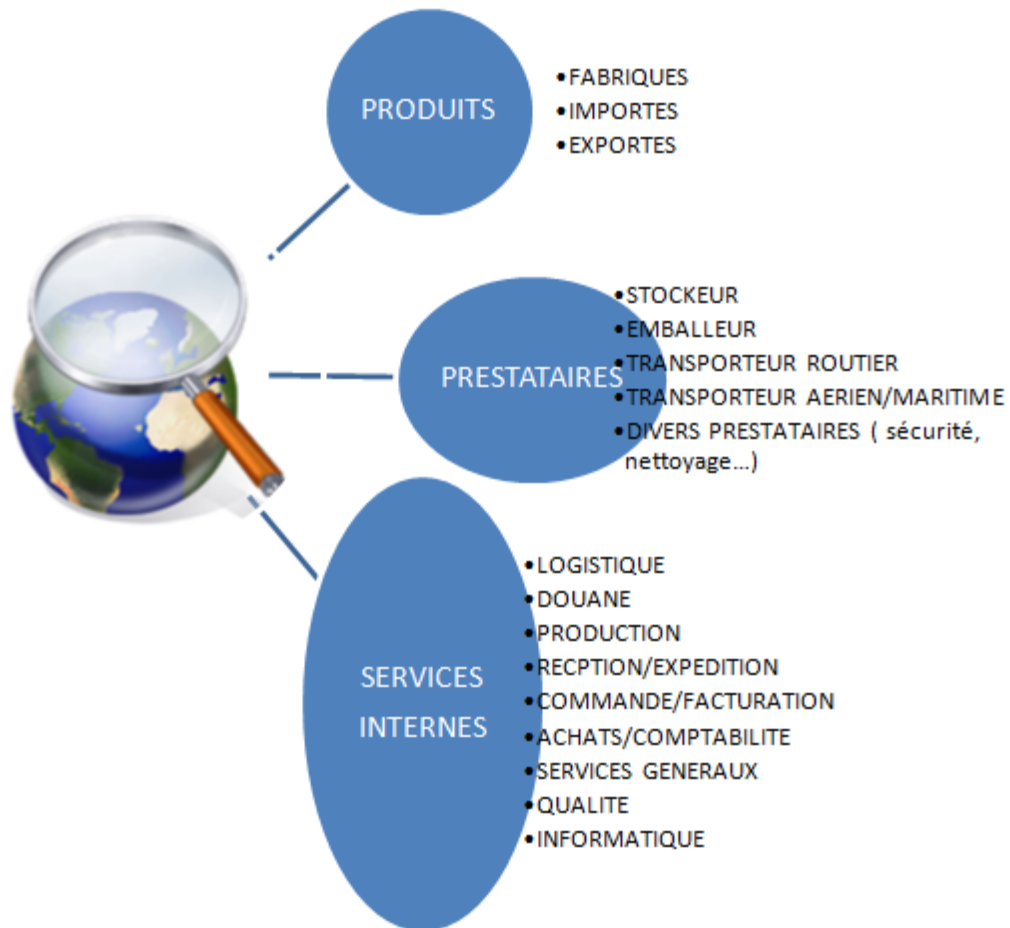 PRODUITS
•FABRIQUES
•IMPORTES
•EXPORTES
PRESTATAIRES
•STOCKEUR
•EMBALLEUR
•TRANSPORTEUR ROUTIER
•TRANSPORTEUR AERIEN/MARITIME
•DIVERS PRESTATAIRES ( sécurité,
nettoyage…)
SERVICES
INTERNES
•LOGISTIQUE
•DOUANE
•PRODUCTION
•RECPTION/EXPEDITION
•COMMANDE/FACTURATION
•ACHATS/COMPTABILITE
•SERVICES GENERAUX
•QUALITE
•INFORMATIQUE